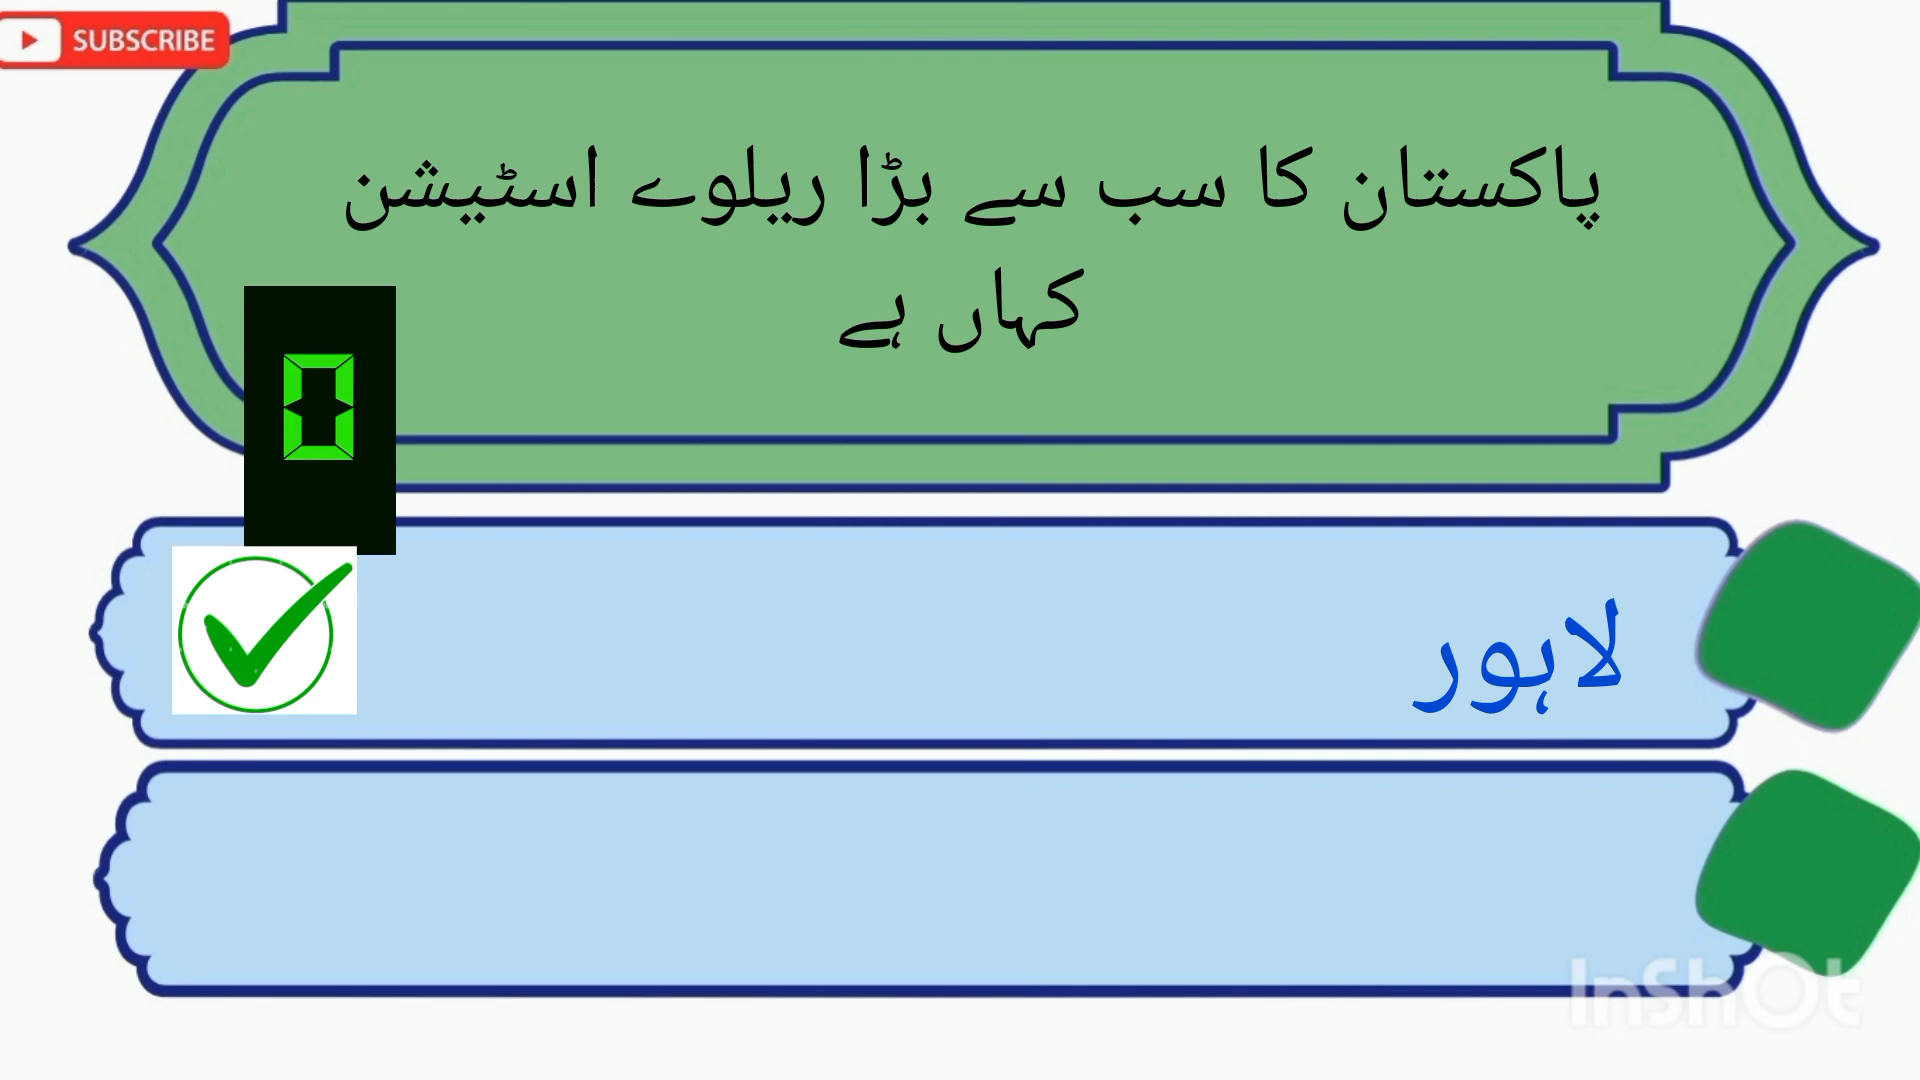 SUBSCRIBE
پاکستان کا سب سے بڑا ریلوے اسٹیشن
کہاں ہے
0
لاہور
InShOt